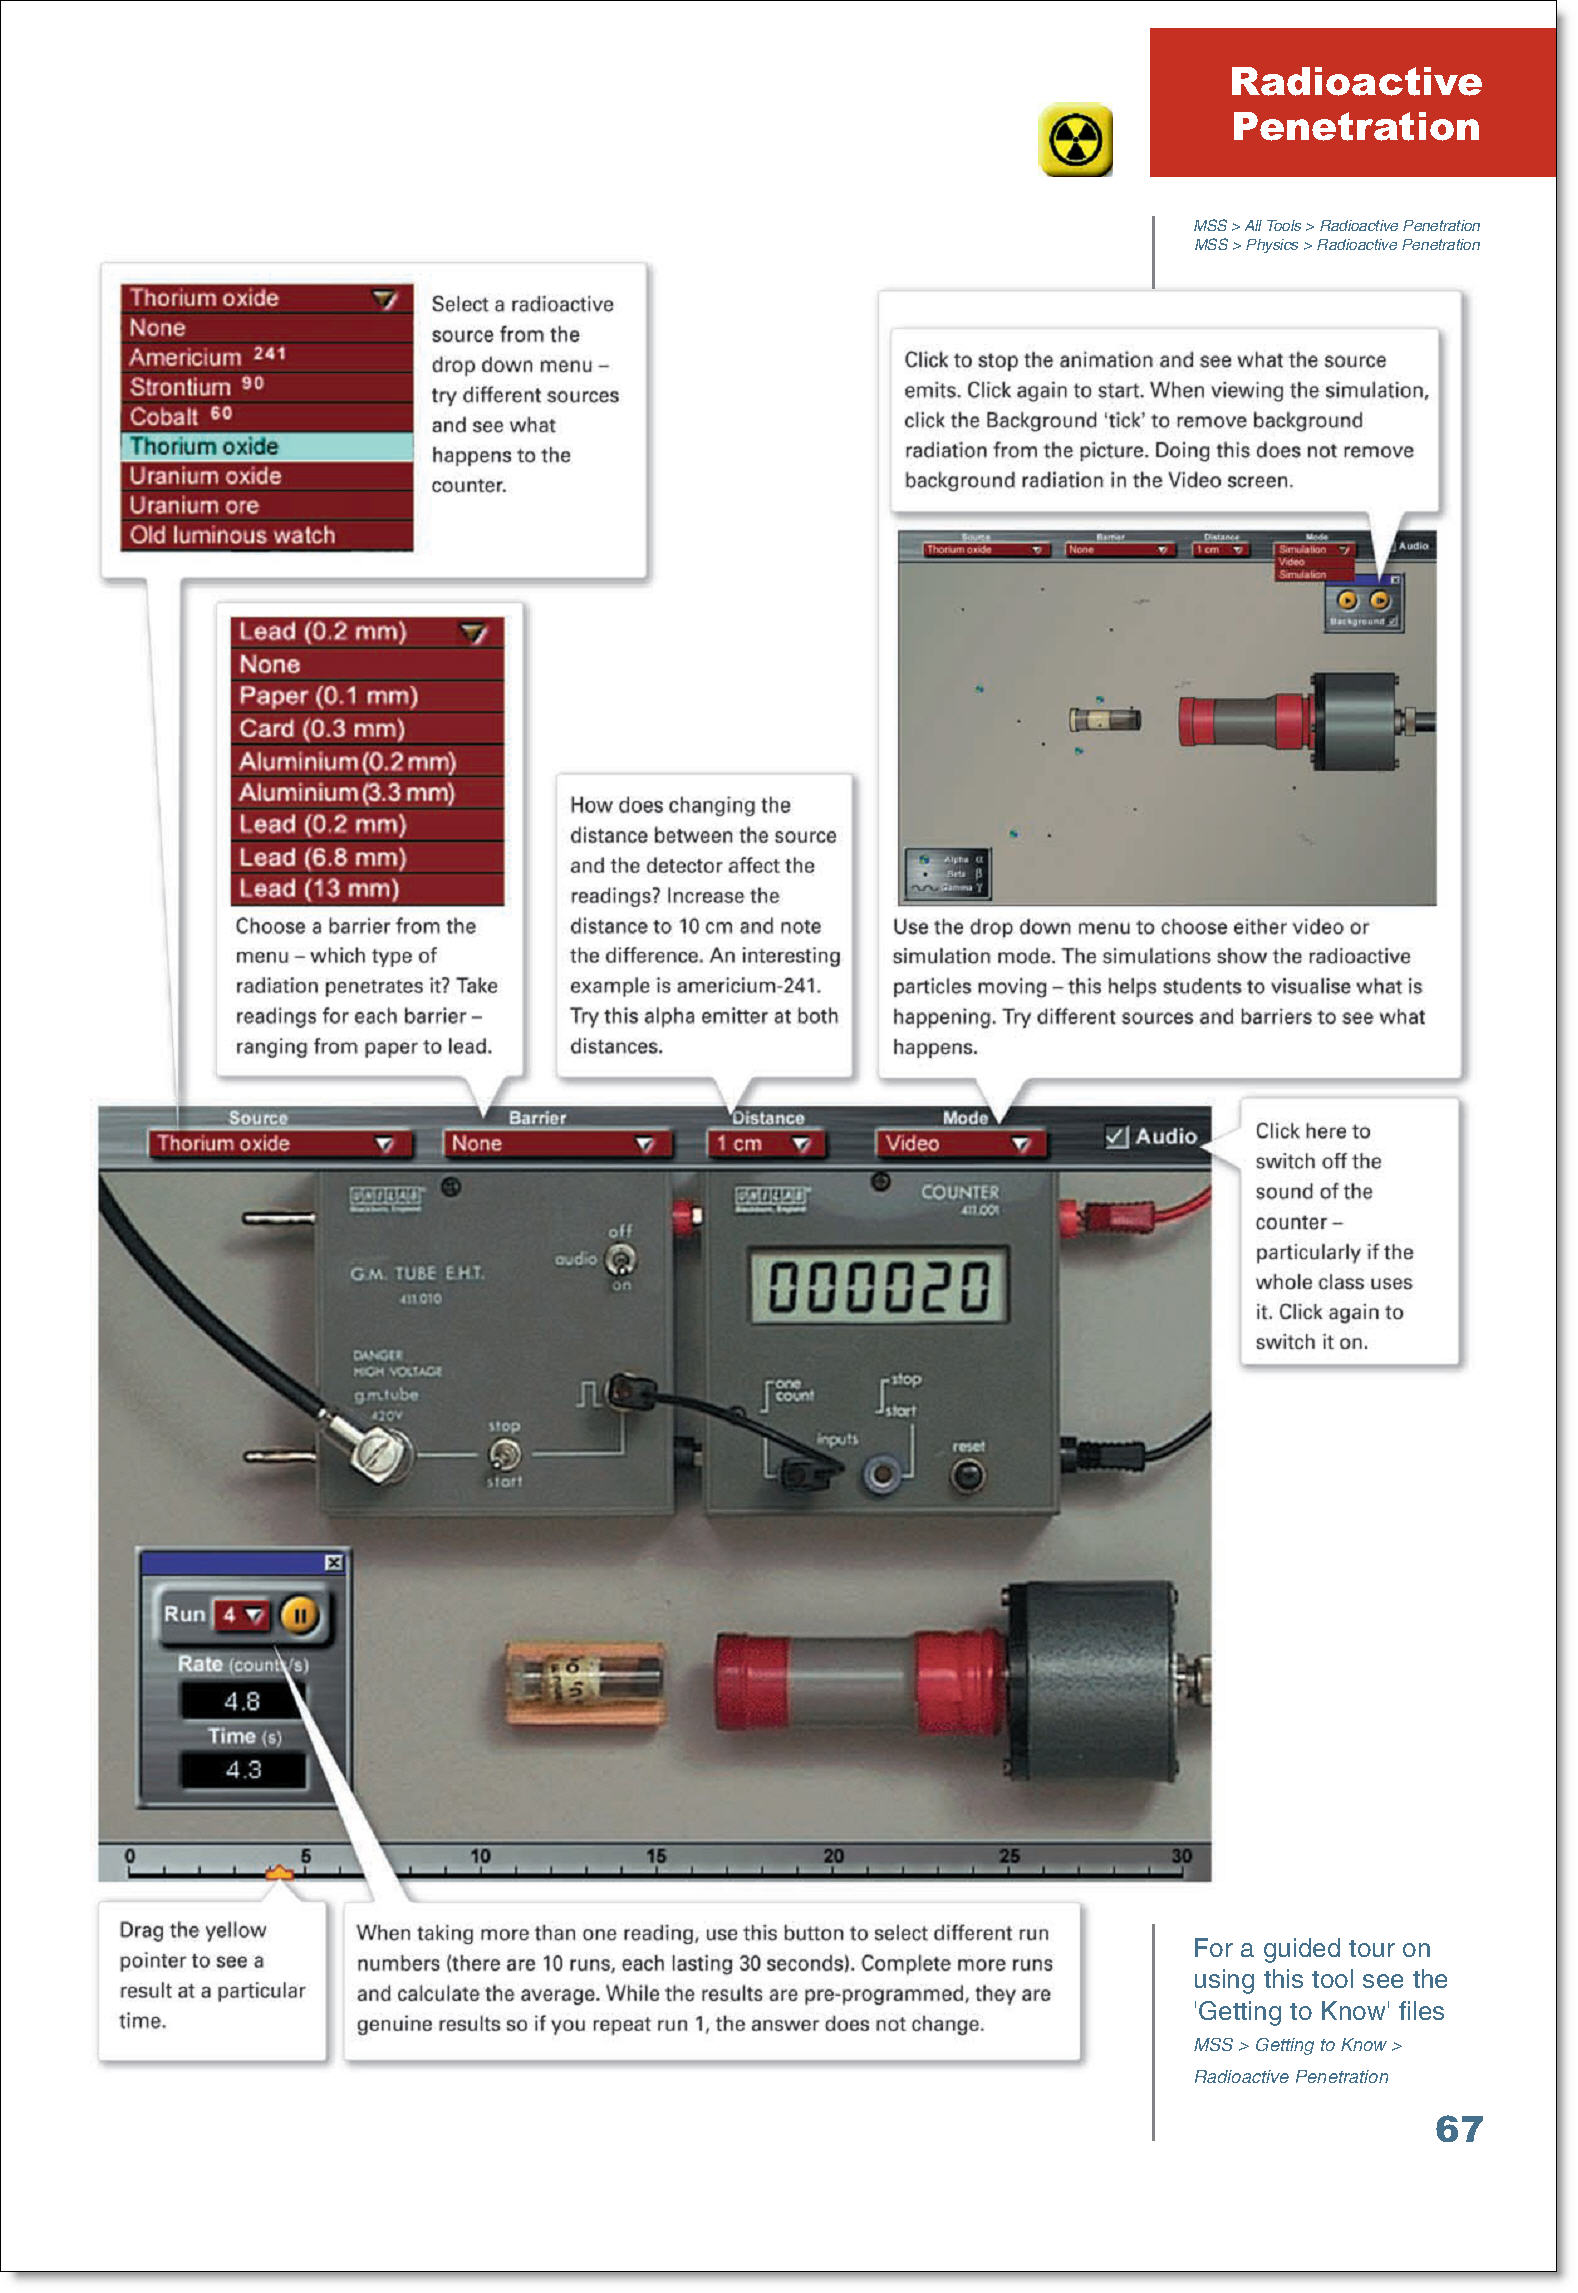 Radioactive
Penetration
MSS > All Tools > Radioactive Penetration
MSS > Physics > Radioactive Penetration
Thorium oxide
None
Americium 241
Strontium 90
Cobalt 60
Thorium oxide
Uranium oxide
Uranium ore
Old luminous watch
Select a radioactive
source from the
drop down menu –
try different sources
and see what
happens to the
counter.
Lead (0.2 mm)
None
Paper (0.1 mm)
Card (0.3 mm)
Aluminium (0.2 mm)
Aluminium (3.3 mm)
Lead (0.2 mm)
Lead (6.8 mm)
Lead (13 mm)
Choose a barrier from the
menu – which type of
radiation penetrates it? Take
readings for each barrier –
ranging from paper to lead.
How does changing the
distance between the source
and the detector affect the
readings? Increase the
distance to 10 cm and note
the difference. An interesting
example is americium-241.
Try this alpha emitter at both
distances.
Click to stop the animation and see what the source
emits. Click again to start. When viewing the simulation,
click the Background 'tick' to remove background
radiation from the picture. Doing this does not remove
background radiation in the Video screen.
Source Barrier Distance Mode
Thorium oxide None 1 cm Simulation Audio
Video
Simulation
Background
Alpha α
Beta β
Gamma γ
Use the drop down menu to choose either video or
simulation mode. The simulations show the radioactive
particles moving – this helps students to visualise what is
happening. Try different sources and barriers to see what
happens.
Source Barrier Distance Mode
Thorium oxide None 1 cm Video Audio
Click here to
switch off the
sound of the
counter –
particularly if the
whole class uses
it. Click again to
switch it on.
UNILAB
Blackburn, England
off
audio
on
G.M. TUBE E.H.T.
411.010
DANGER
HIGH VOLTAGE
g.m.tube
420V
stop
start
UNILAB
Blackburn, England
COUNTER
411.001
000020
one
count
stop
start
inputs
reset
Run 4
Rate (counts/s)
4.8
Time (s)
4.3
0 5 10 15 20 25 30
Drag the yellow
pointer to see a
result at a particular
time.
When taking more than one reading, use this button to select different run
numbers (there are 10 runs, each lasting 30 seconds). Complete more runs
and calculate the average. While the results are pre-programmed, they are
genuine results so if you repeat run 1, the answer does not change.
For a guided tour on
using this tool see the
'Getting to Know' files
MSS > Getting to Know >
Radioactive Penetration
67